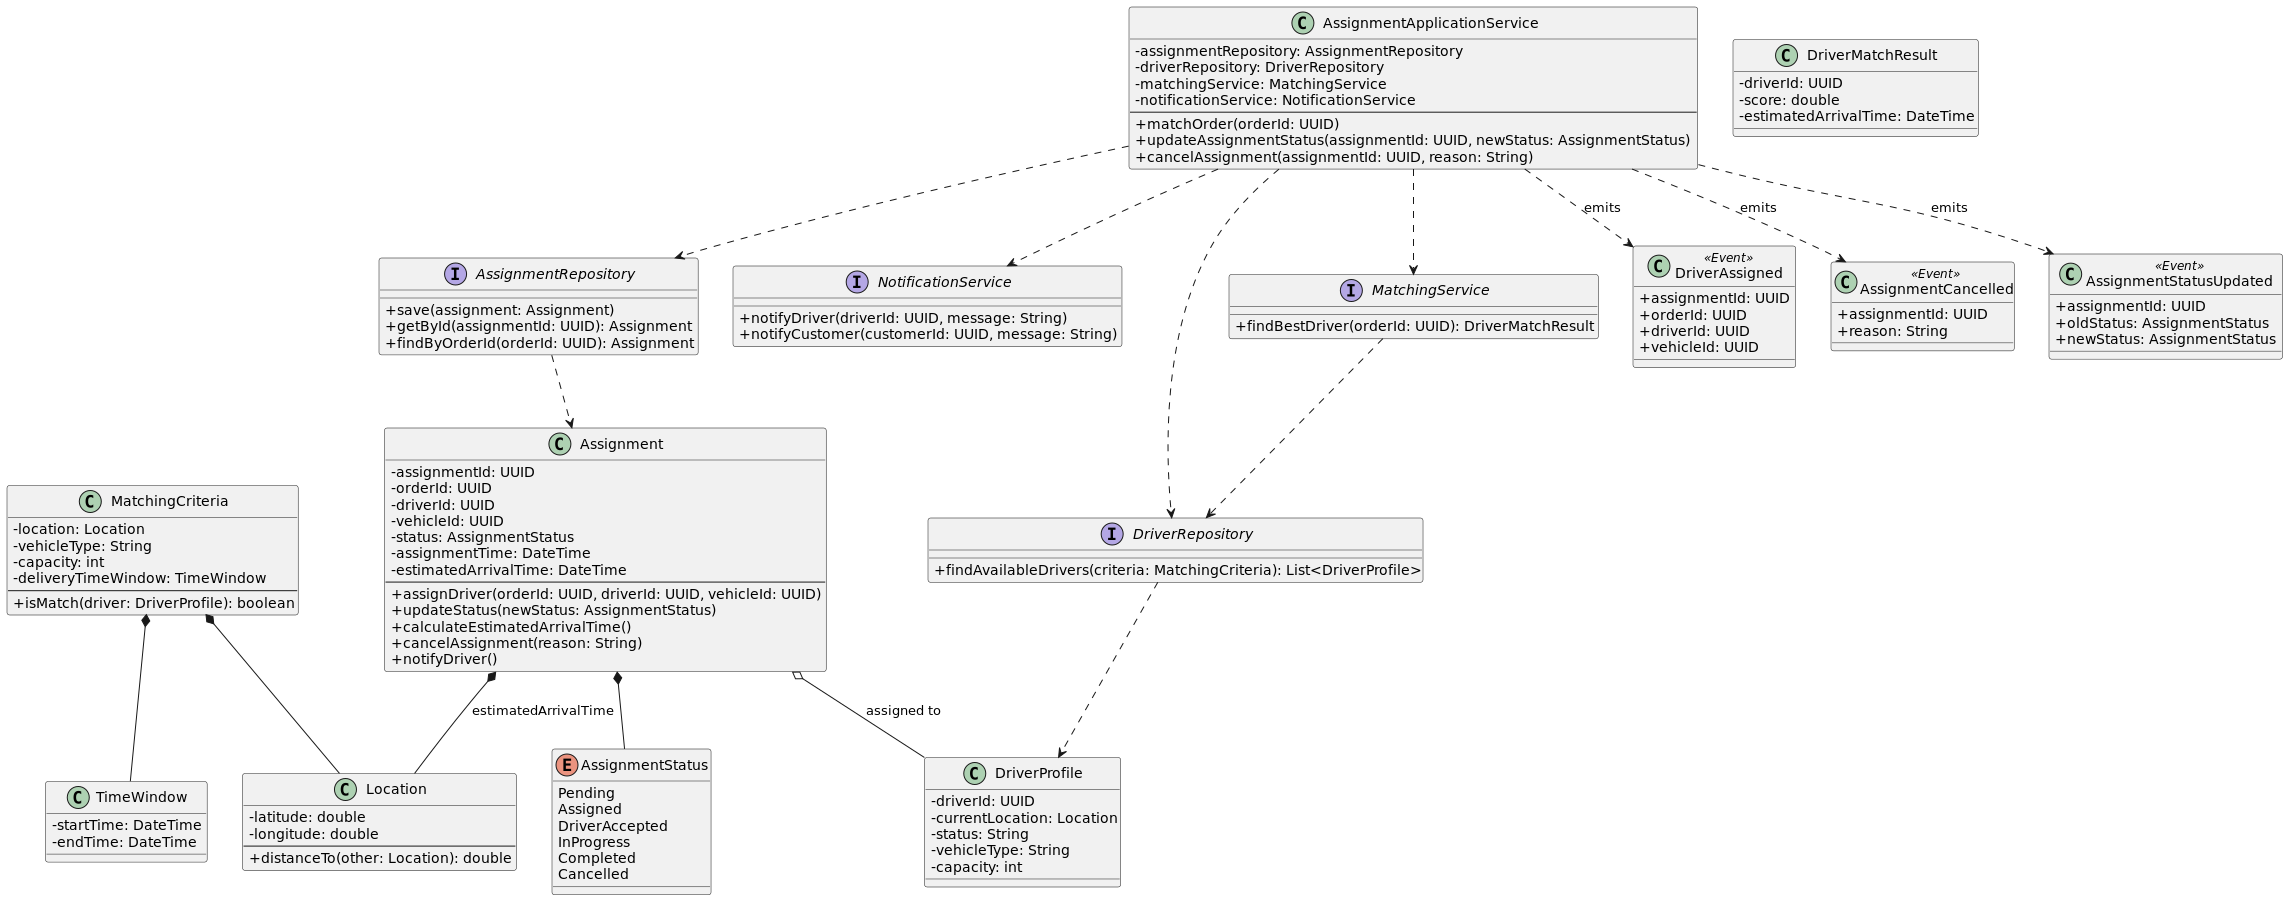 C AssignmentApplicationService
-assignmentRepository: AssignmentRepository
-driverRepository: DriverRepository
-matchingService: MatchingService
-notificationService: NotificationService
+matchOrder(orderId: UUID)
+updateAssignmentStatus(assignmentId: UUID, newStatus: AssignmentStatus)
+cancelAssignment(assignmentId: UUID, reason: String)
C DriverMatchResult
-driverId: UUID
-score: double
-estimatedArrivalTime: DateTime
emits
emits
emits
I AssignmentRepository
+save(assignment: Assignment)
+getById(assignmentId: UUID): Assignment
+findByOrderId(orderId: UUID): Assignment
I NotificationService
+notifyDriver(driverId: UUID, message: String)
+notifyCustomer(customerId: UUID, message: String)
I MatchingService
+findBestDriver(orderId: UUID): DriverMatchResult
«Event»
C DriverAssigned
+assignmentId: UUID
+orderId: UUID
+driverId: UUID
+vehicleId: UUID
«Event»
C AssignmentCancelled
+assignmentId: UUID
+reason: String
«Event»
C AssignmentStatusUpdated
+assignmentId: UUID
+oldStatus: AssignmentStatus
+newStatus: AssignmentStatus
C MatchingCriteria
-location: Location
-vehicleType: String
-capacity: int
-deliveryTimeWindow: TimeWindow
+isMatch(driver: DriverProfile): boolean
C Assignment
-assignmentId: UUID
-orderId: UUID
-driverId: UUID
-vehicleId: UUID
-status: AssignmentStatus
-assignmentTime: DateTime
-estimatedArrivalTime: DateTime
+assignDriver(orderId: UUID, driverId: UUID, vehicleId: UUID)
+updateStatus(newStatus: AssignmentStatus)
+calculateEstimatedArrivalTime()
+cancelAssignment(reason: String)
+notifyDriver()
I DriverRepository
+findAvailableDrivers(criteria: MatchingCriteria): List<DriverProfile>
estimatedArrivalTime
assigned to
C TimeWindow
-startTime: DateTime
-endTime: DateTime
C Location
-latitude: double
-longitude: double
+distanceTo(other: Location): double
E AssignmentStatus
Pending
Assigned
DriverAccepted
InProgress
Completed
Cancelled
C DriverProfile
-driverId: UUID
-currentLocation: Location
-status: String
-vehicleType: String
-capacity: int